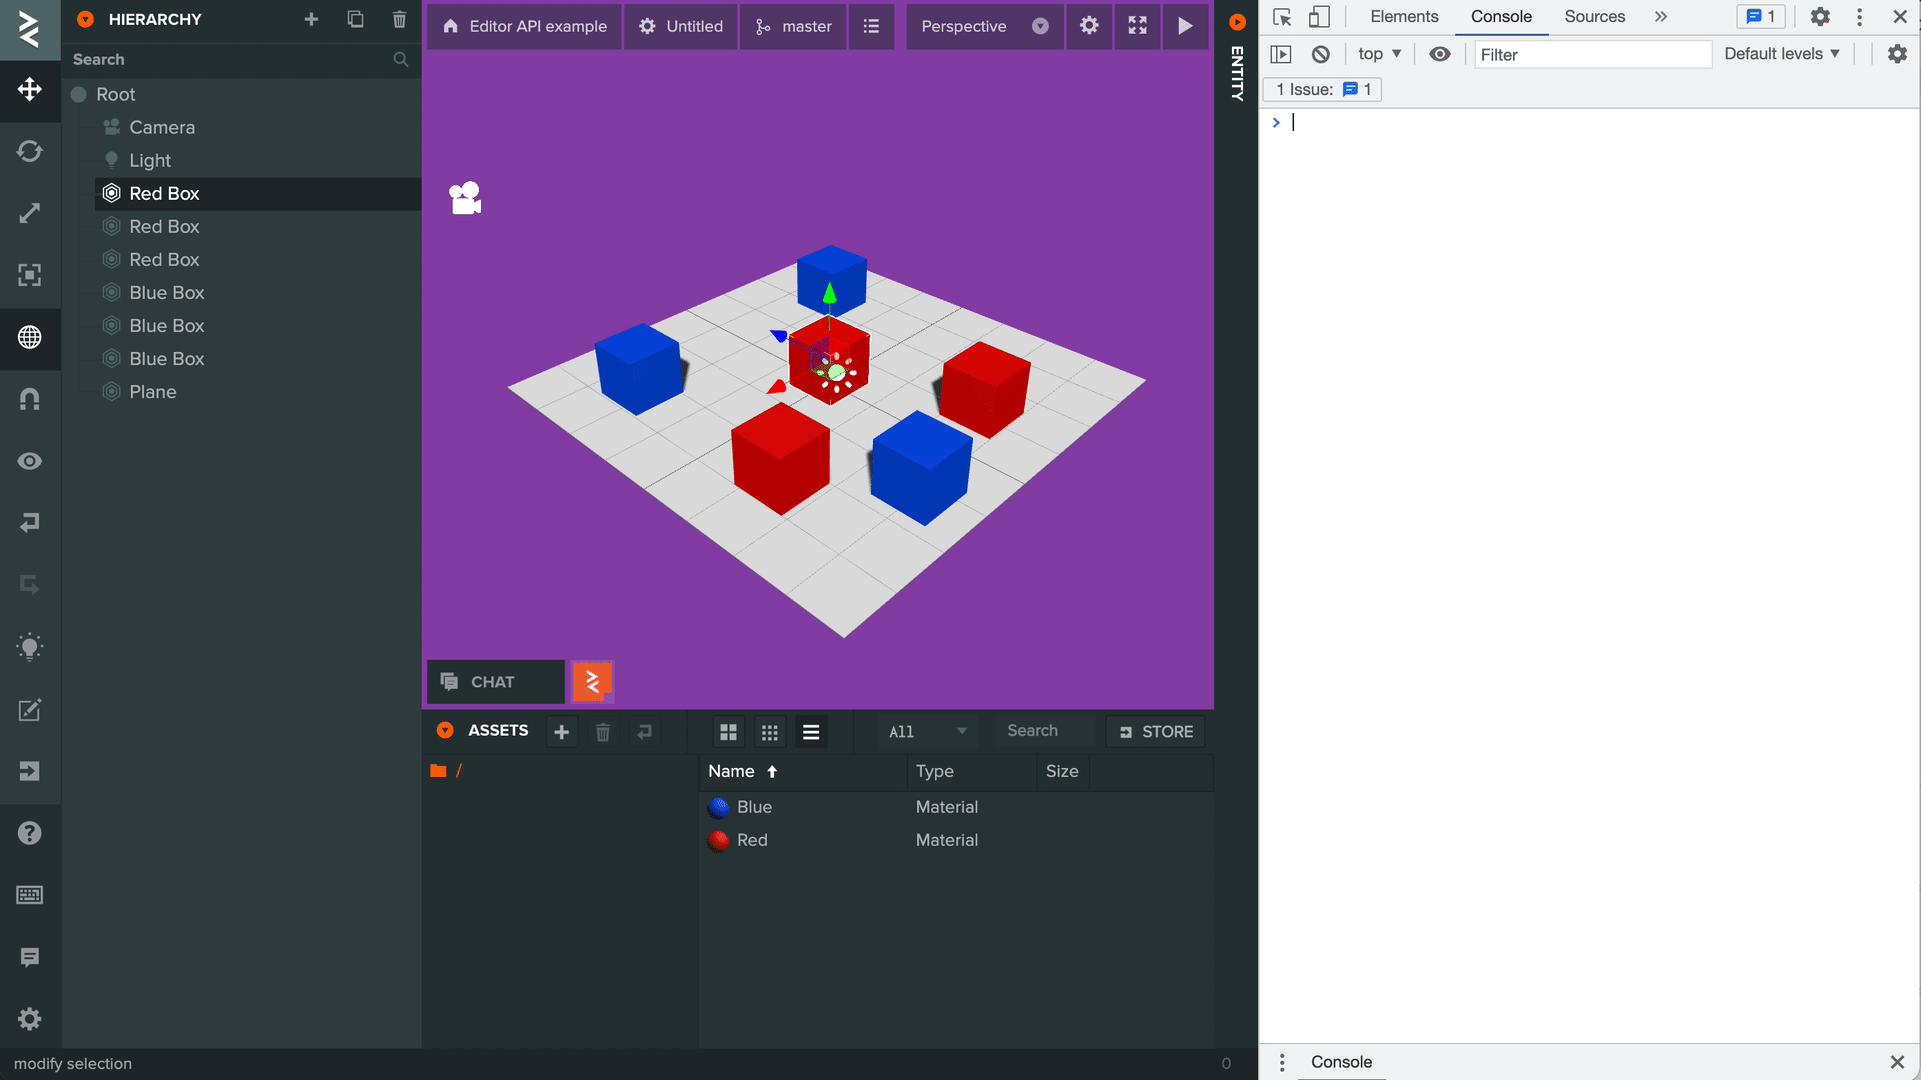 HIERARCHY
Search
Root
Camera
Light
Red Box
Red Box
Red Box
Blue Box
Blue Box
Blue Box
Plane
modify selection
Editor API example
Untitled
master
Perspective
CHAT
ASSETS
All
Search
STORE
/
Name
Type
Size
Blue
Material
Red
Material
0
ENTITY
Elements
Console
Sources
»
1
top
Filter
Default levels
1 Issue:
1
>
Console